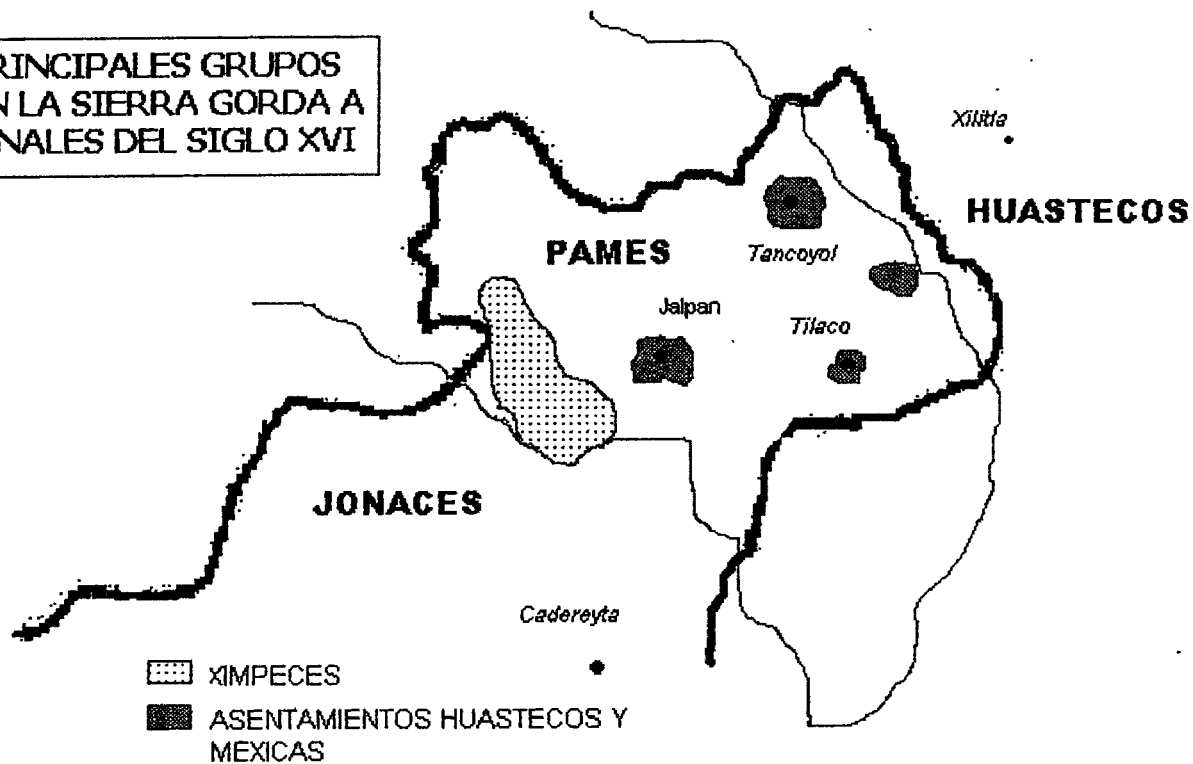 RINCIPALES GRUPOS
N LA SIERRA GORDA A
NALES DEL SIGLO XVI
Xilitla
HUASTECOS
PAMES
Tancoyol
Jalpan
Tilaco
JONACES
Cadereyta
XIMPECES
ASENTAMIENTOS HUASTECOS Y
MEXICAS